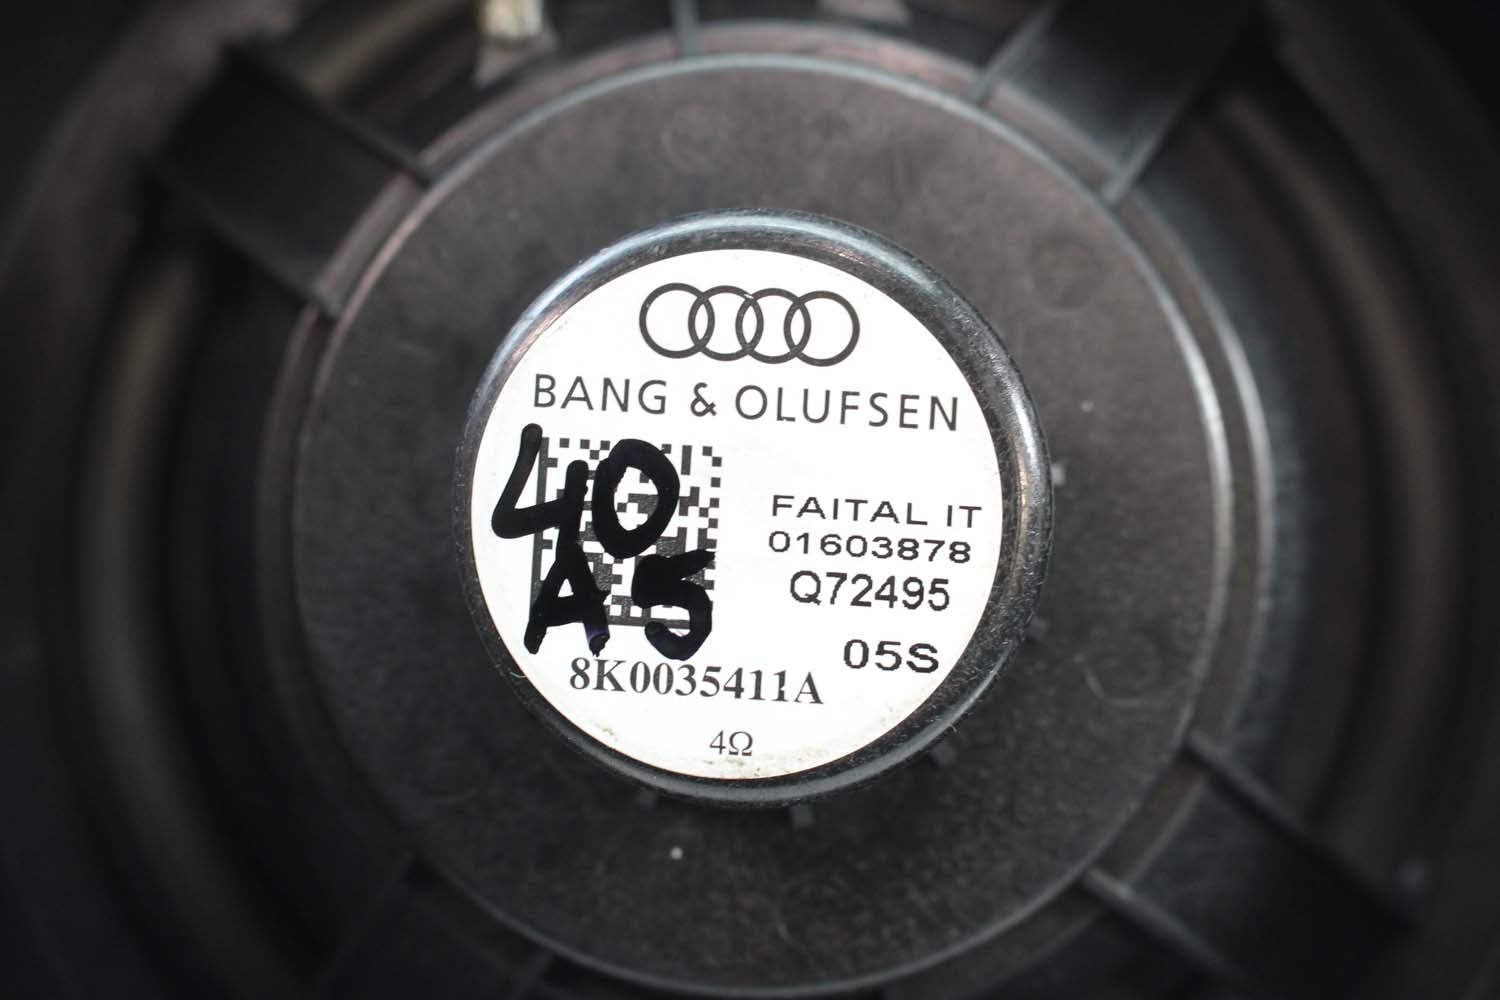 BANG & OLUFSEN
40
A5
FAITAL IT
01603878
Q72495
05S
8K0035411A
4Ω